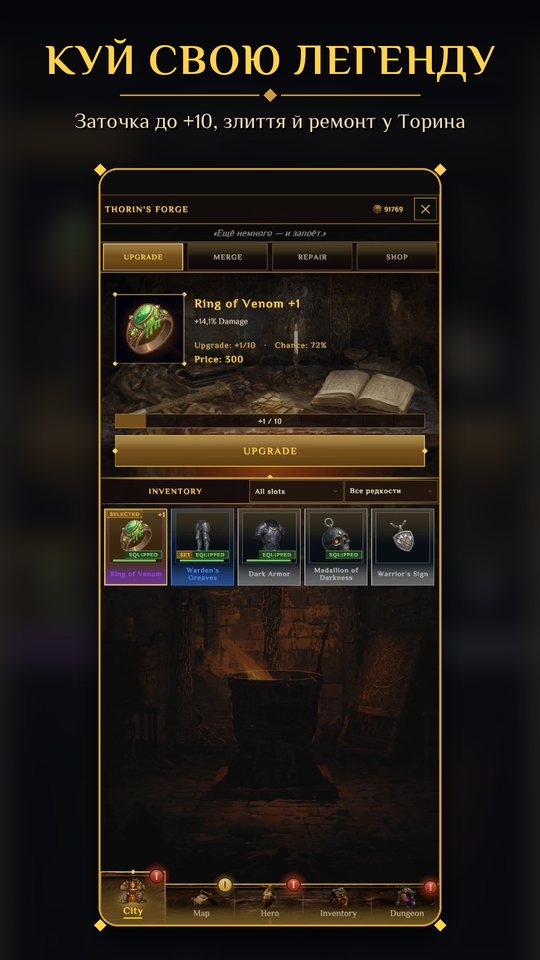 КУЙ СВОЮ ЛЕГЕНДУ
Заточка до +10, злиття й ремонт у Торина
THORIN'S FORGE
91769
«Ещё немного — и запоёт.»
UPGRADE
MERGE
REPAIR
SHOP
Ring of Venom +1
+14,1% Damage
Upgrade: +1/10 · Chance: 72%
Price: 300
+1 / 10
UPGRADE
INVENTORY
All slots
Все редкости
SELECTED +1
EQUIPPED
Ring of Venom
SET EQUIPPED
Warden's
Greaves
EQUIPPED
Dark Armor
EQUIPPED
Medallion of
Darkness
Warrior's Sign
City
Map
Hero
Inventory
Dungeon